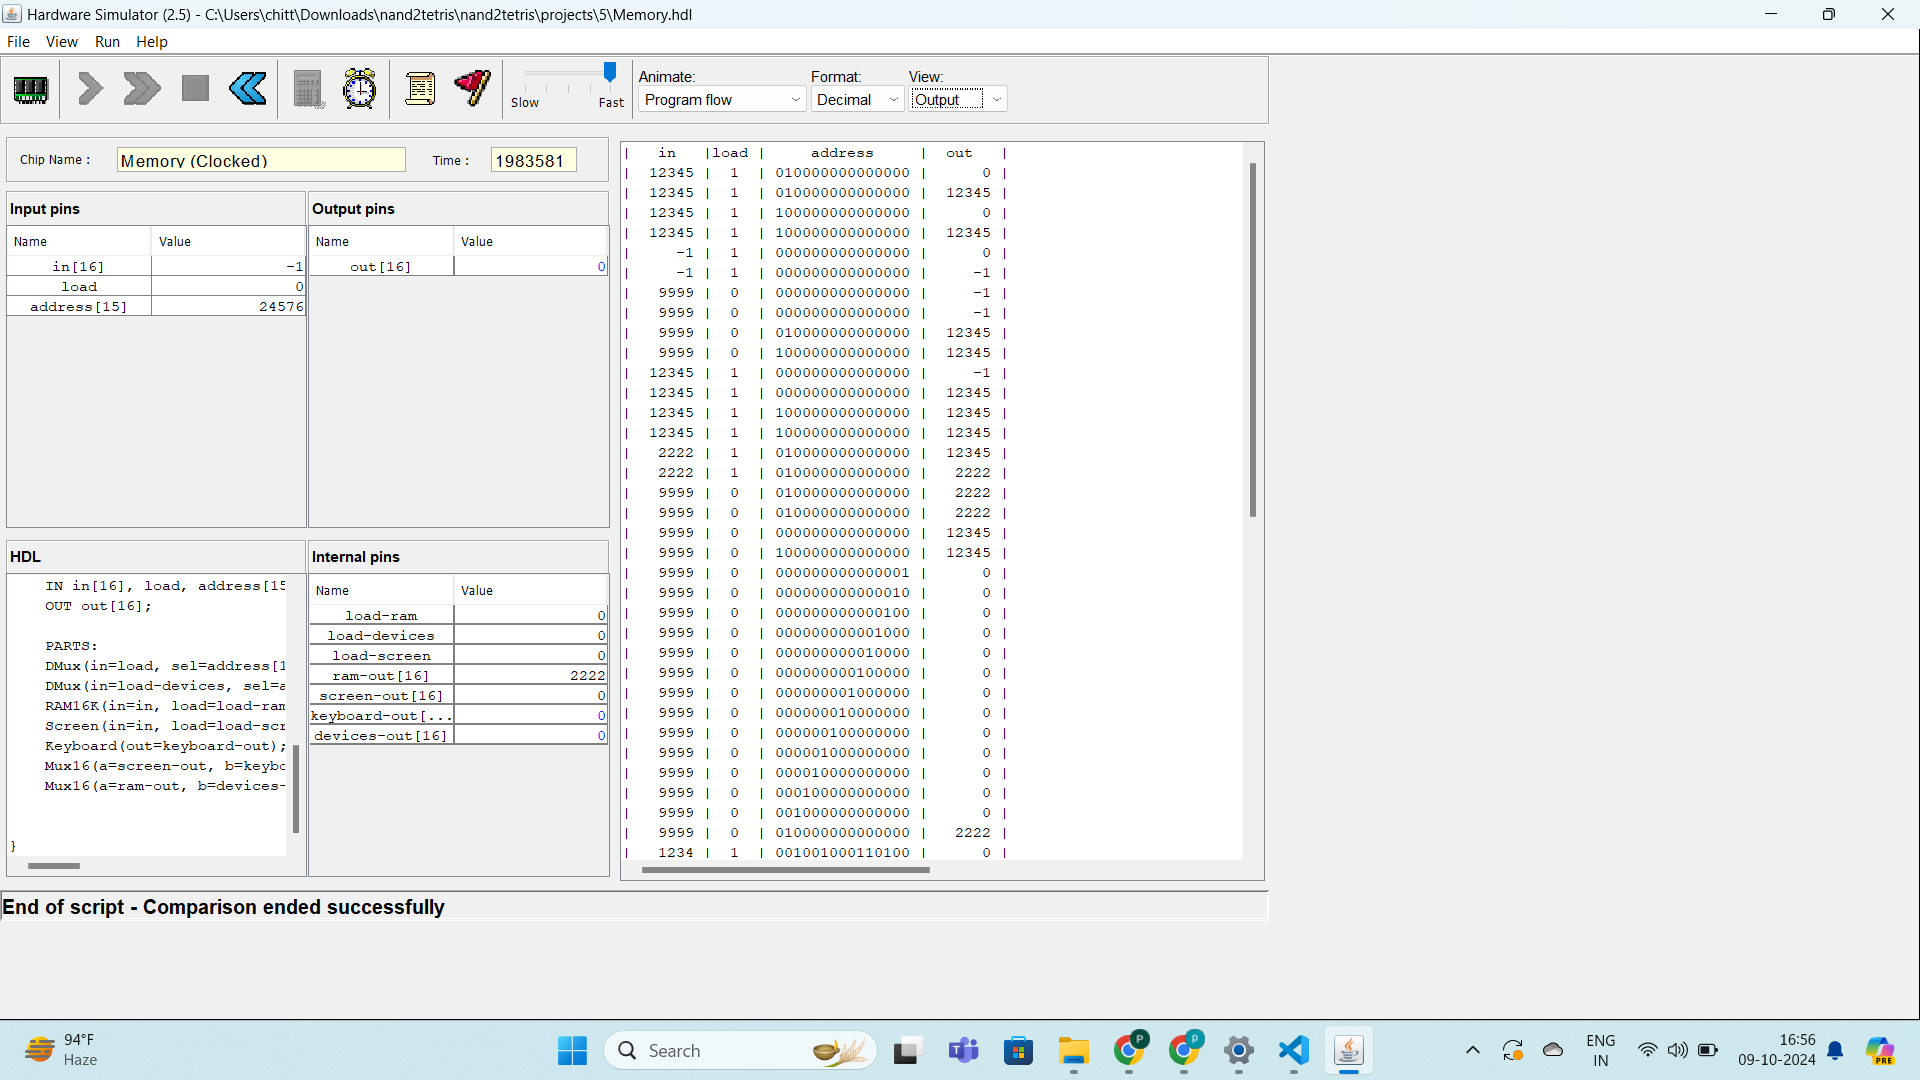 Hardware Simulator (2.5) - C:\Users\chitt\Downloads\nand2tetris\nand2tetris\projects\5\Memory.hdl
File View Run Help
Slow Fast
Animate: Format: View:
Program flow Decimal Output
Chip Name : Memory (Clocked) Time : 1983581
Input pins
Name Value
in[16] -1
load 0
address[15] 24576
Output pins
Name Value
out[16] 0
HDL
IN in[16], load, address[15
OUT out[16];
PARTS:
DMux(in=load, sel=address[1
DMux(in=load-devices, sel=a
RAM16K(in=in, load=load-ram
Screen(in=in, load=load-scr
Keyboard(out=keyboard-out);
Mux16(a=screen-out, b=keybo
Mux16(a=ram-out, b=devices-
}
Internal pins
Name Value
load-ram 0
load-devices 0
load-screen 0
ram-out[16] 2222
screen-out[16] 0
keyboard-out[... 0
devices-out[16] 0
| in |load | address | out |
| 12345 | 1 | 010000000000000 | 0 |
| 12345 | 1 | 010000000000000 | 12345 |
| 12345 | 1 | 100000000000000 | 0 |
| 12345 | 1 | 100000000000000 | 12345 |
| -1 | 1 | 000000000000000 | 0 |
| -1 | 1 | 000000000000000 | -1 |
| 9999 | 0 | 000000000000000 | -1 |
| 9999 | 0 | 000000000000000 | -1 |
| 9999 | 0 | 010000000000000 | 12345 |
| 9999 | 0 | 100000000000000 | 12345 |
| 12345 | 1 | 000000000000000 | -1 |
| 12345 | 1 | 000000000000000 | 12345 |
| 12345 | 1 | 100000000000000 | 12345 |
| 12345 | 1 | 100000000000000 | 12345 |
| 2222 | 1 | 010000000000000 | 12345 |
| 2222 | 1 | 010000000000000 | 2222 |
| 9999 | 0 | 010000000000000 | 2222 |
| 9999 | 0 | 010000000000000 | 2222 |
| 9999 | 0 | 000000000000000 | 12345 |
| 9999 | 0 | 100000000000000 | 12345 |
| 9999 | 0 | 000000000000001 | 0 |
| 9999 | 0 | 000000000000010 | 0 |
| 9999 | 0 | 000000000000100 | 0 |
| 9999 | 0 | 000000000001000 | 0 |
| 9999 | 0 | 000000000010000 | 0 |
| 9999 | 0 | 000000000100000 | 0 |
| 9999 | 0 | 000000001000000 | 0 |
| 9999 | 0 | 000000010000000 | 0 |
| 9999 | 0 | 000000100000000 | 0 |
| 9999 | 0 | 000001000000000 | 0 |
| 9999 | 0 | 000010000000000 | 0 |
| 9999 | 0 | 000100000000000 | 0 |
| 9999 | 0 | 001000000000000 | 0 |
| 9999 | 0 | 010000000000000 | 2222 |
| 1234 | 1 | 001001000110100 | 0 |
End of script - Comparison ended successfully
94°F
Haze
Search
P
P
PRE
ENG
IN
16:56
09-10-2024